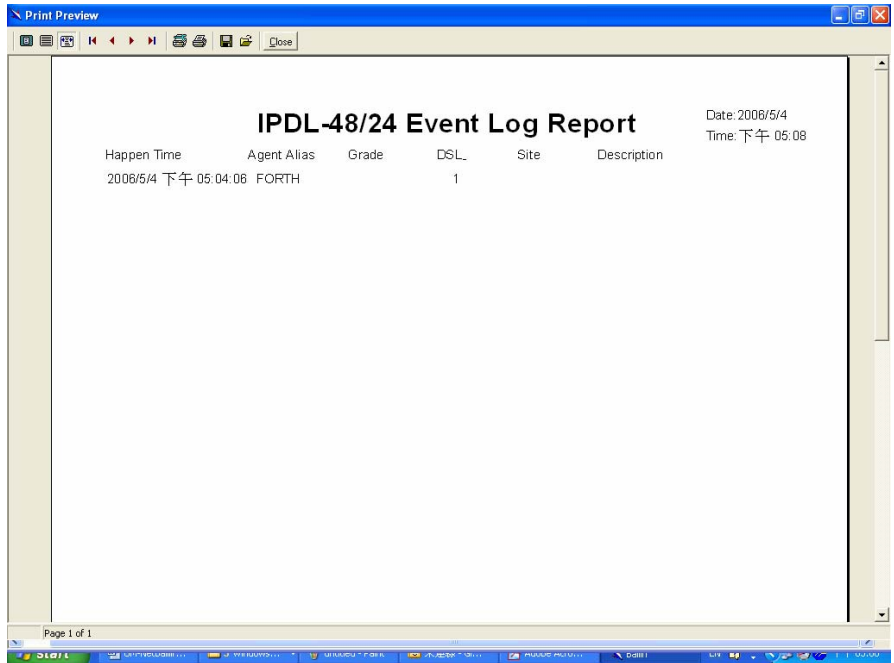 Print Preview
Close
IPDL-48/24 Event Log Report
Date: 2006/5/4
Time: 下午 05:08
Happen Time Agent Alias Grade DSL_ Site Description
2006/5/4 下午 05:04:06 FORTH 1
Page 1 of 1
start